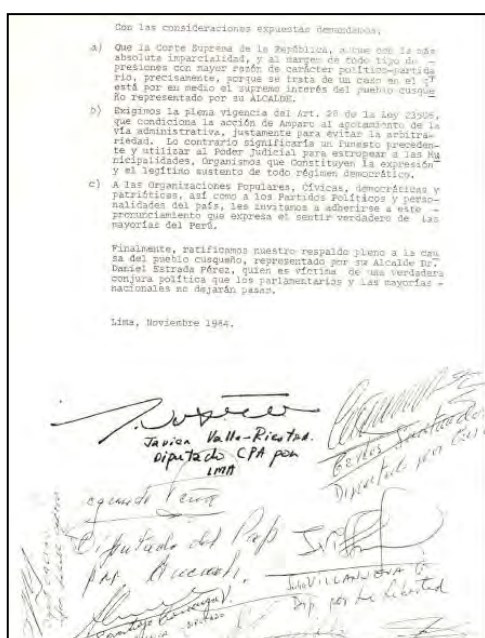 Con las consideraciones expuestas demandamos:
a) Que la Corte Suprema de la República, actúe con la más
absoluta imparcialidad, y al margen de todo tipo de -
presiones con mayor razón de carácter político-partida
rio, precisamente, porque se trata de un caso en el q'
está por medio el supremo interés del pueblo cusque
ño representado por su ALCALDE.
b) Exigimos la plena vigencia del Art. 28 de la Ley 23506,
que condiciona la acción de Amparo al agotamiento de la
vía administrativa, justamente para evitar la arbitra-
riedad. Lo contrario significaría un funesto preceden-
te y utilizar al Poder Judicial para estropear a las Mu
nicipalidades, Organismos que Constituyen la expresión
y el legítimo sustento de todo régimen democrático.
c) A las Organizaciones Populares, Cívicas, democráticas y
patrióticas, así como a los Partidos Políticos y perso-
nalidades del país, les invitamos a adherirse a este -
pronunciamiento que expresa el sentir verdadero de las
mayorías del Perú.
Finalmente, ratificamos nuestro respaldo pleno a la cau
sa del pueblo cusqueño, representado por su Alcalde Dr.
Daniel Estrada Pérez, quien es víctima de una verdadera
conjura política que los parlamentarios y las mayorías -
nacionales no dejarán pasar.
Lima, Noviembre 1984.
Javier Valle-Riestra.
Diputado CPA por
LIMA
Carlos
Diputado por
Diputado del Pap
por Ancash.
Julio VILLANUEVA
Dip. por La Libertad